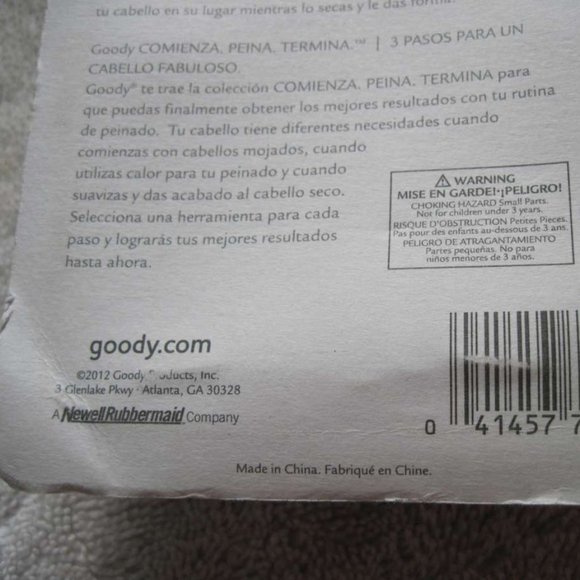 tu cabello en su lugar mientras lo secas y le das forma.
Goody COMIENZA. PEINA. TERMINA.™ | 3 PASOS PARA UN
CABELLO FABULOSO.
Goody® te trae la colección COMIENZA. PEINA. TERMINA para
que puedas finalmente obtener los mejores resultados con tu rutina
de peinado. Tu cabello tiene diferentes necesidades cuando
comienzas con cabellos mojados, cuando
utilizas calor para tu peinado y cuando
suavizas y das acabado al cabello seco.
Selecciona una herramienta para cada
paso y lograrás tus mejores resultados
hasta ahora.
⚠ WARNING
MISE EN GARDE!·¡PELIGRO!
CHOKING HAZARD Small Parts.
Not for children under 3 years.
RISQUE D'OBSTRUCTION Petites Pieces.
Pas pour des enfants au-dessous de 3 ans.
PELIGRO DE ATRAGANTAMIENTO
Partes pequeñas. No para
niños menores de 3 años.
goody.com
©2012 Goody Inc.
3 Glenlake Pkwy · Atlanta, GA 30328
A Newell Rubbermaid Company
0 41457 7
Made in China. Fabriqué en Chine.